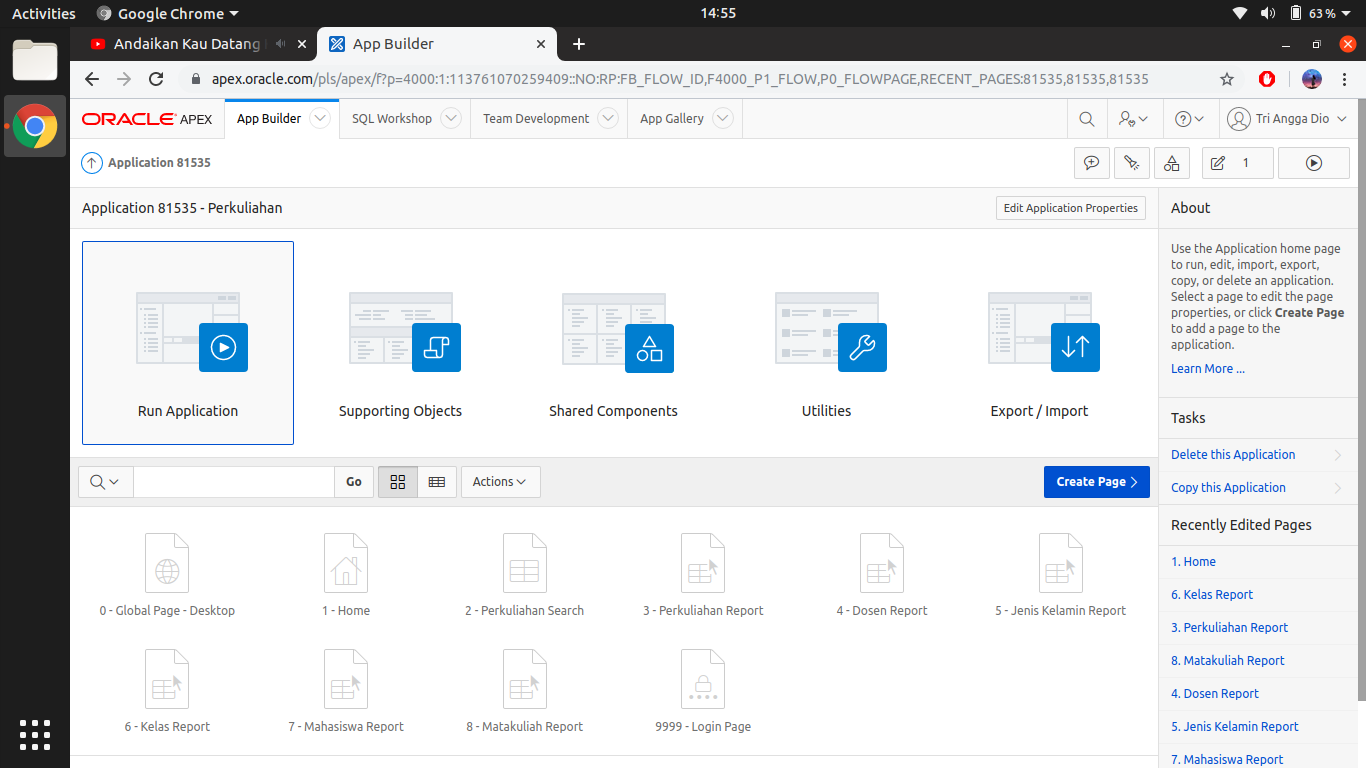 Activities
Google Chrome
14:55
63 %
Andaikan Kau Datang
App Builder
apex.oracle.com/pls/apex/f?p=4000:1:113761070259409::NO:RP:FB_FLOW_ID,F4000_P1_FLOW,P0_FLOWPAGE,RECENT_PAGES:81535,81535,81535
ORACLE APEX
App Builder
SQL Workshop
Team Development
App Gallery
Tri Angga Dio
Application 81535
1
Application 81535 - Perkuliahan
Edit Application Properties
Run Application
Supporting Objects
Shared Components
Utilities
Export / Import
Go
Actions
Create Page
0 - Global Page - Desktop
1 - Home
2 - Perkuliahan Search
3 - Perkuliahan Report
4 - Dosen Report
5 - Jenis Kelamin Report
6 - Kelas Report
7 - Mahasiswa Report
8 - Matakuliah Report
9999 - Login Page
About
Use the Application home page
to run, edit, import, export,
copy, or delete an application.
Select a page to edit the page
properties, or click Create Page
to add a page to the
application.
Learn More ...
Tasks
Delete this Application
Copy this Application
Recently Edited Pages
1. Home
6. Kelas Report
3. Perkuliahan Report
8. Matakuliah Report
4. Dosen Report
5. Jenis Kelamin Report
7. Mahasiswa Report